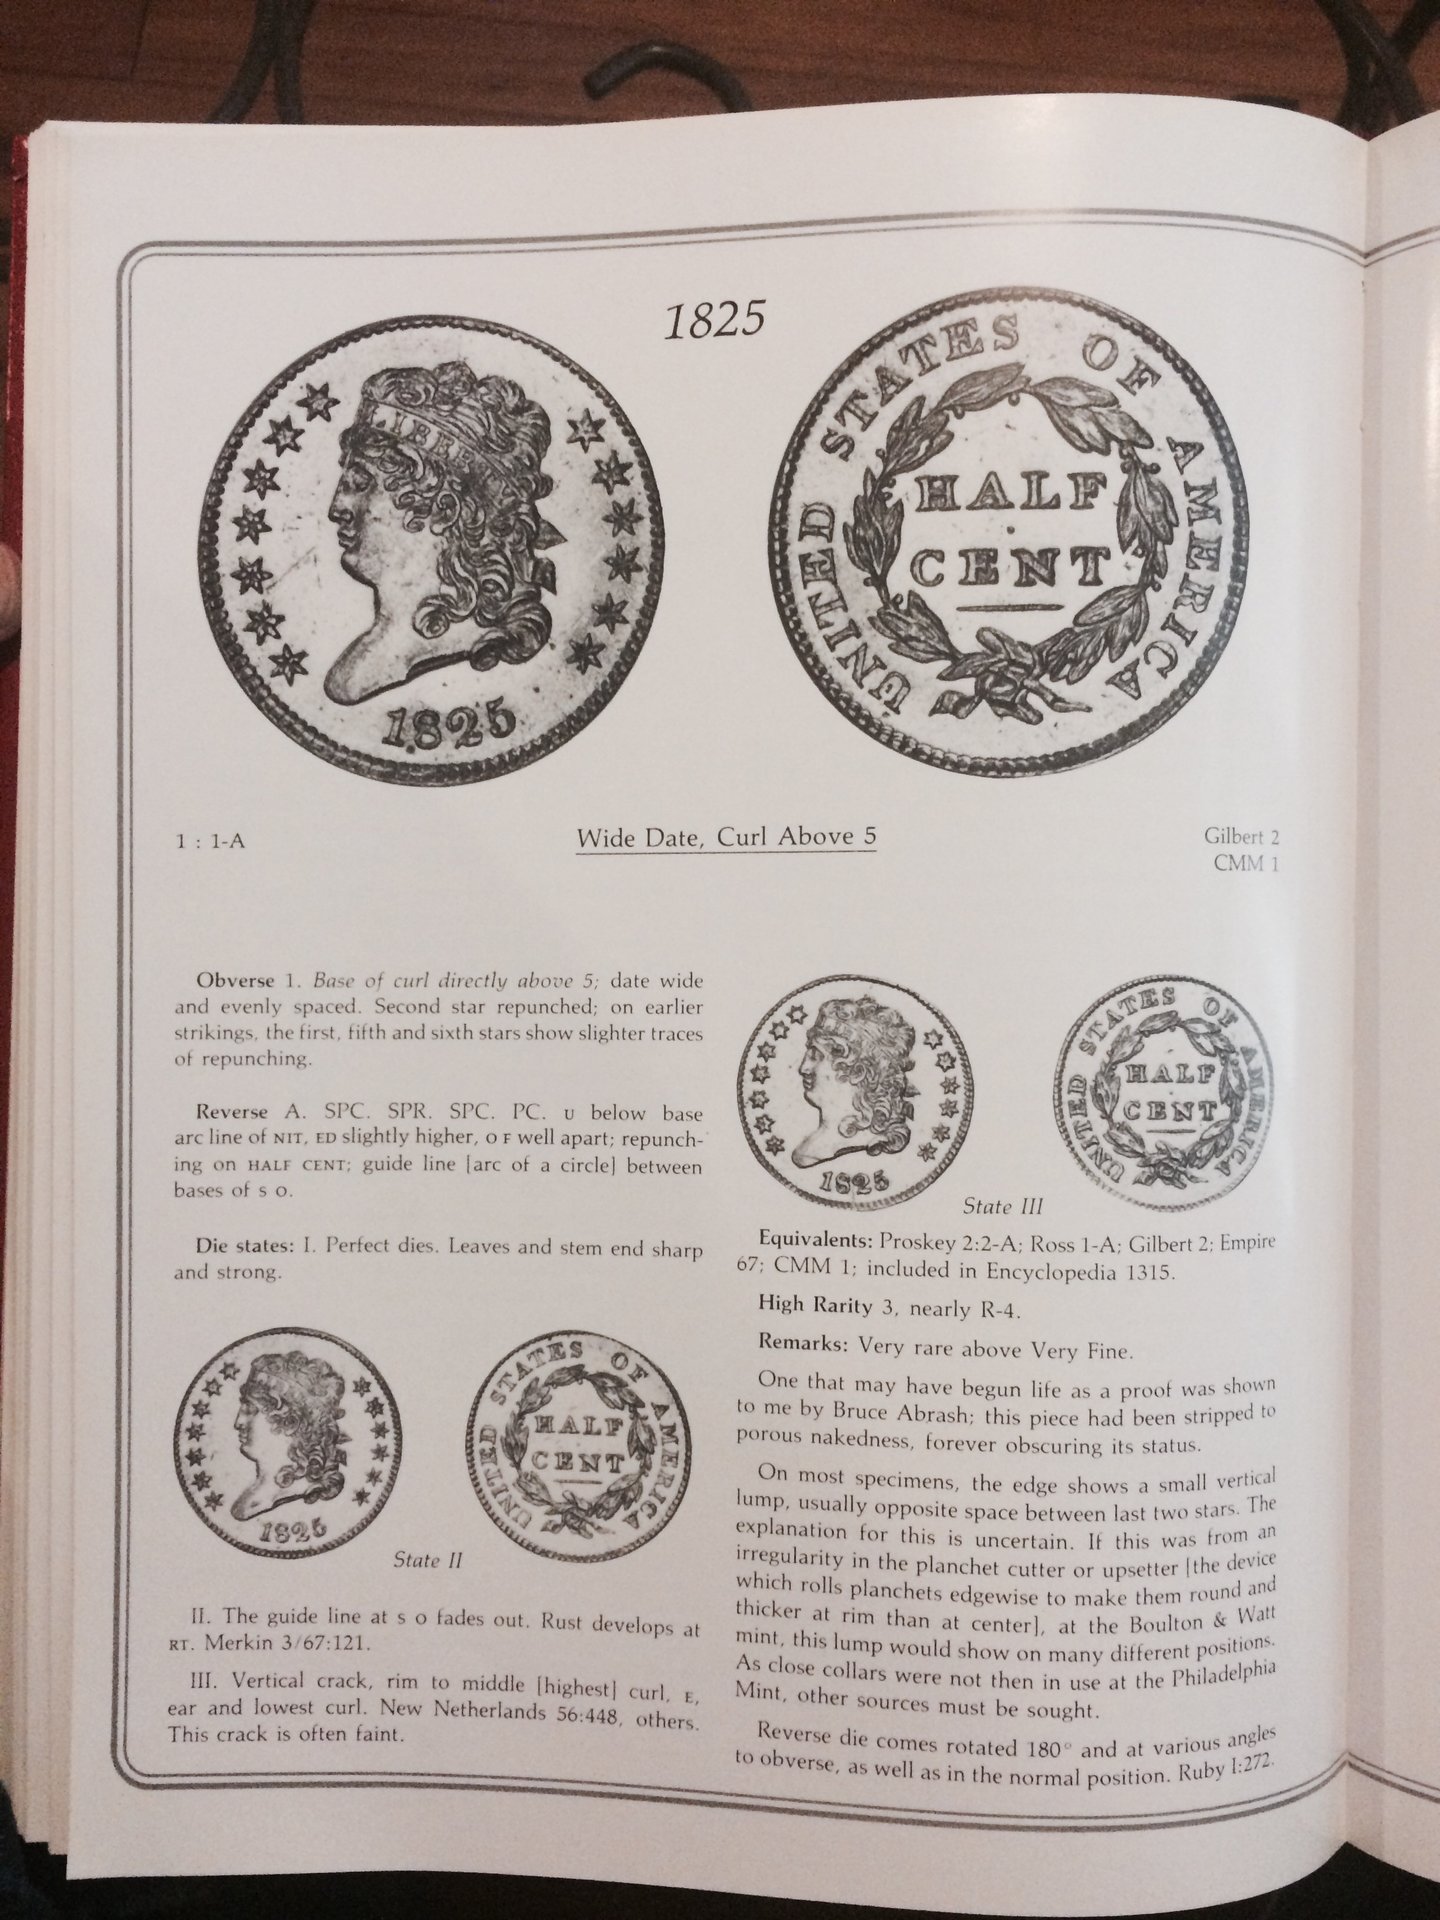 1825
LIBERTY
1825
UNITED STATES OF AMERICA
HALF
CENT
1 : 1-A
Wide Date, Curl Above 5
Gilbert 2
CMM 1
Obverse 1. Base of curl directly above 5; date wide
and evenly spaced. Second star repunched; on earlier
strikings, the first, fifth and sixth stars show slighter traces
of repunching.
Reverse A. SPC. SPR. SPC. PC. U below base
arc line of NIT, ED slightly higher, O F well apart; repunch-
ing on HALF CENT; guide line [arc of a circle] between
bases of S O.
Die states: I. Perfect dies. Leaves and stem end sharp
and strong.
1825
UNITED STATES OF AMERICA
HALF
CENT
State II
II. The guide line at S O fades out. Rust develops at
RT. Merkin 3/67:121.
III. Vertical crack, rim to middle [highest] curl, E,
ear and lowest curl. New Netherlands 56:448, others.
This crack is often faint.
1825
UNITED STATES OF AMERICA
HALF
CENT
State III
Equivalents: Proskey 2:2-A; Ross 1-A; Gilbert 2; Empire
67; CMM 1; included in Encyclopedia 1315.
High Rarity 3, nearly R-4.
Remarks: Very rare above Very Fine.
One that may have begun life as a proof was shown
to me by Bruce Abrash; this piece had been stripped to
porous nakedness, forever obscuring its status.
On most specimens, the edge shows a small vertical
lump, usually opposite space between last two stars. The
explanation for this is uncertain. If this was from an
irregularity in the planchet cutter or upsetter [the device
which rolls planchets edgewise to make them round and
thicker at rim than at center], at the Boulton & Watt
mint, this lump would show on many different positions.
As close collars were not then in use at the Philadelphia
Mint, other sources must be sought.
Reverse die comes rotated 180° and at various angles
to obverse, as well as in the normal position. Ruby I:272.